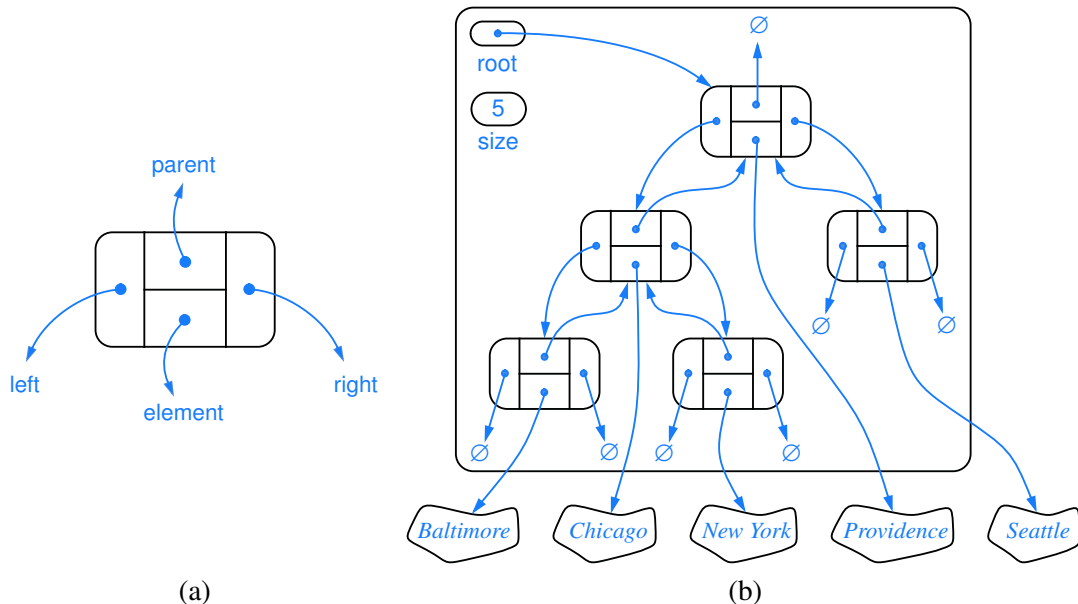 parent
left
right
element
(a)
root
5
size
∅
∅
∅
∅
∅
∅
∅
Baltimore
Chicago
New York
Providence
Seattle
(b)